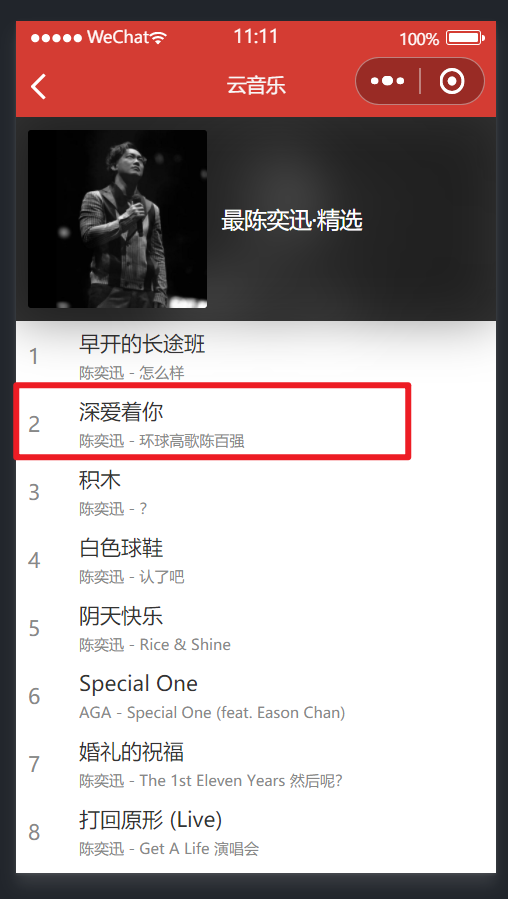 WeChat 11:11 100%
云音乐
最陈奕迅·精选
1 早开的长途班
陈奕迅 - 怎么样
2 深爱着你
陈奕迅 - 环球高歌陈百强
3 积木
陈奕迅 - ?
4 白色球鞋
陈奕迅 - 认了吧
5 阴天快乐
陈奕迅 - Rice & Shine
6 Special One
AGA - Special One (feat. Eason Chan)
7 婚礼的祝福
陈奕迅 - The 1st Eleven Years 然后呢?
8 打回原形 (Live)
陈奕迅 - Get A Life 演唱会